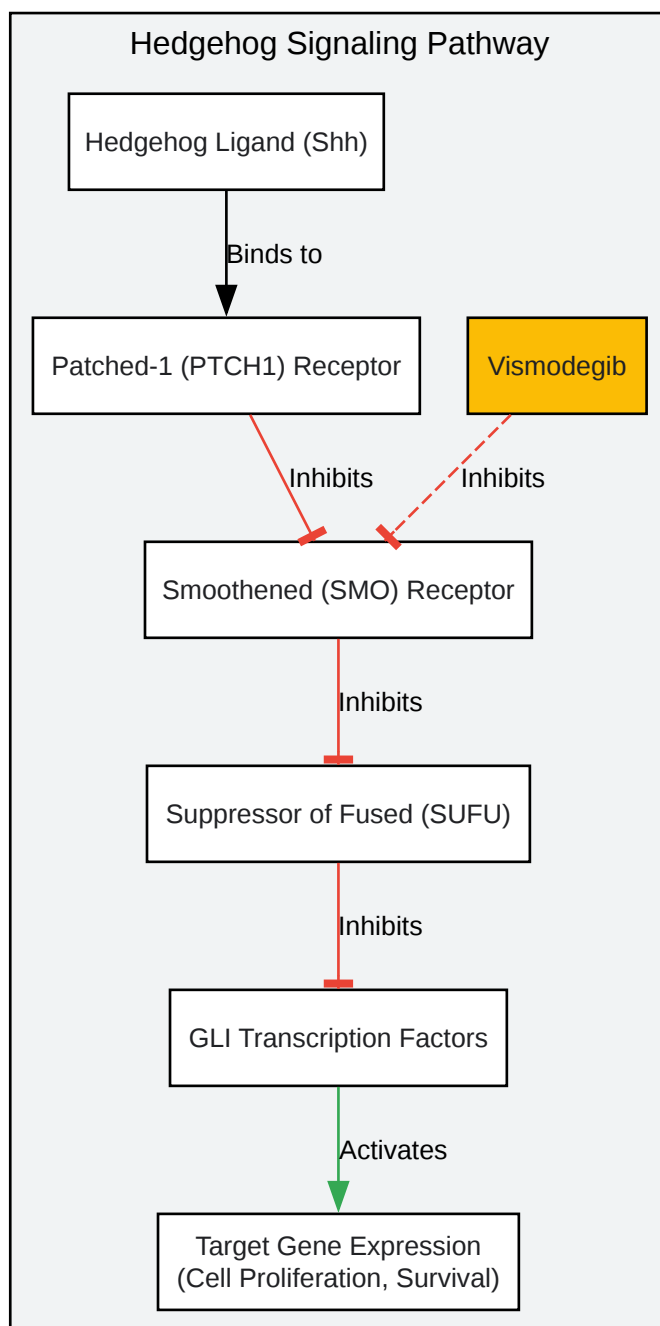 Hedgehog Signaling Pathway
Hedgehog Ligand (Shh)
Binds to
Patched-1 (PTCH1) Receptor
Vismodegib
Inhibits
Inhibits
Smoothened (SMO) Receptor
Inhibits
Suppressor of Fused (SUFU)
Inhibits
GLI Transcription Factors
Activates
Target Gene Expression
(Cell Proliferation, Survival)